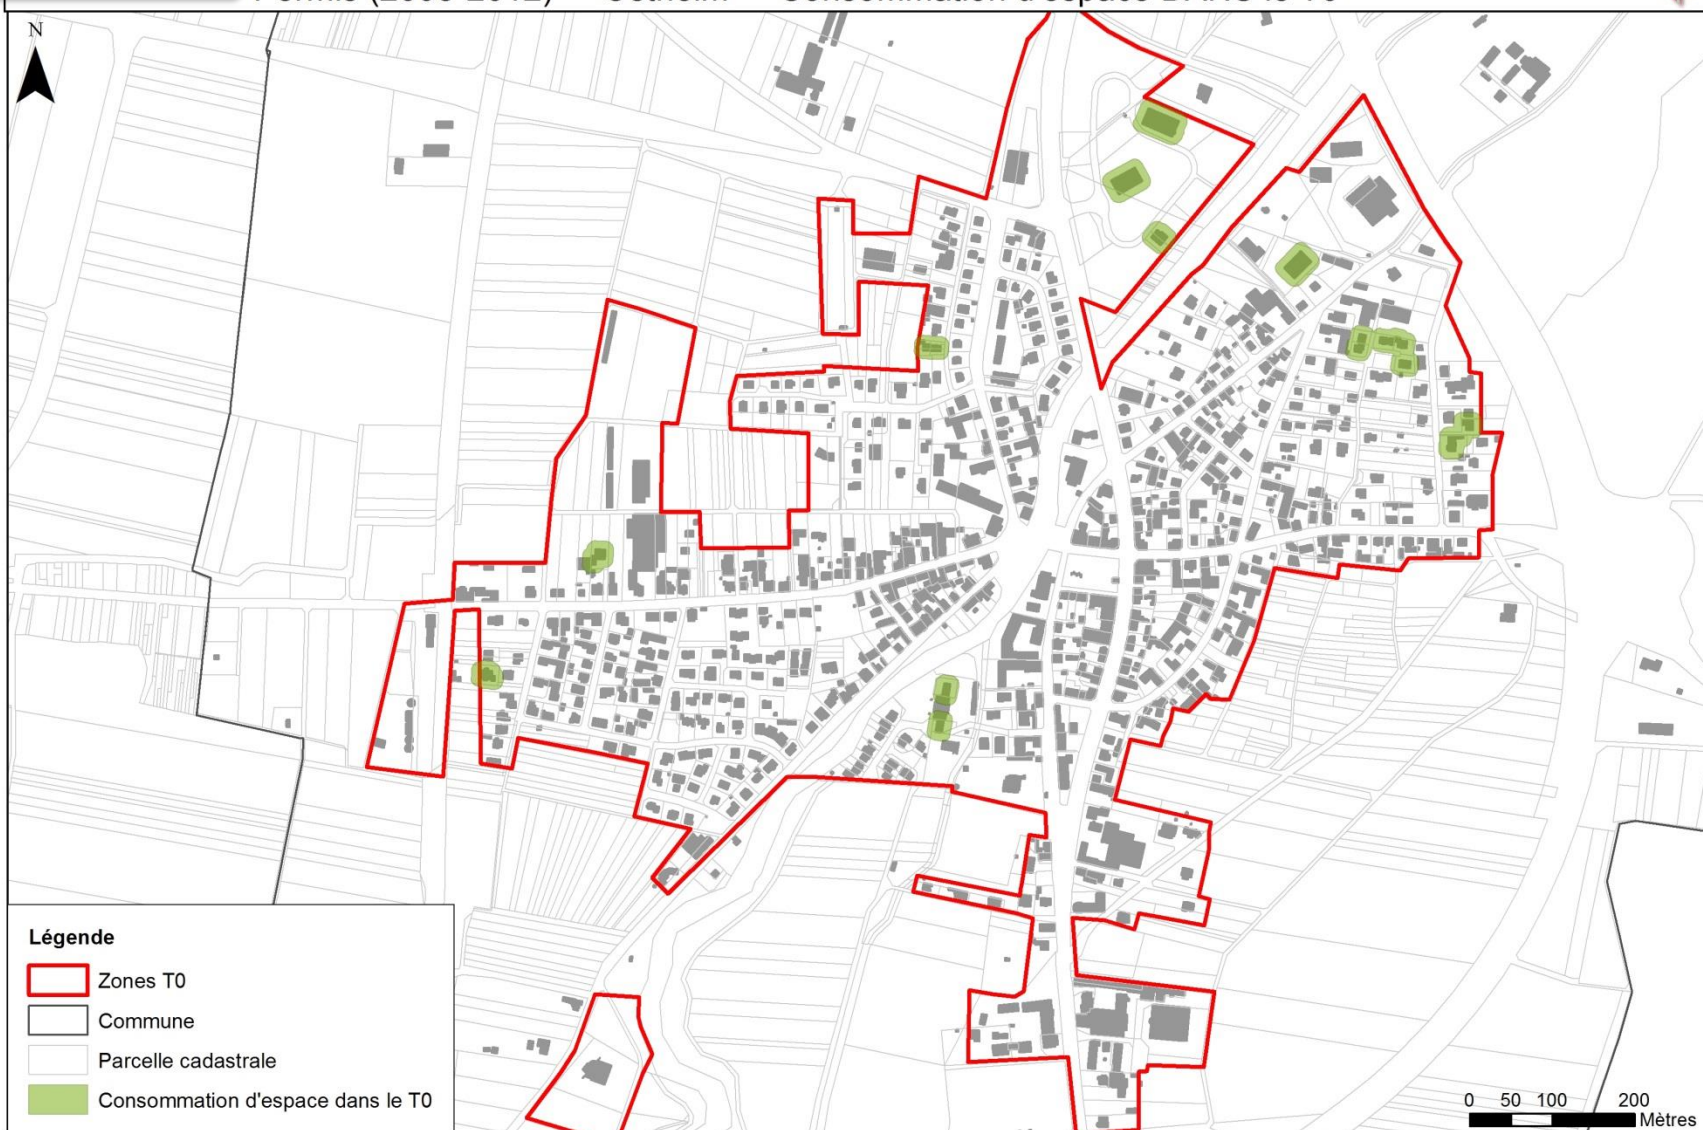 N
Légende
Zones T0
Commune
Parcelle cadastrale
Consommation d'espace dans le T0
0 50 100 200
Mètres